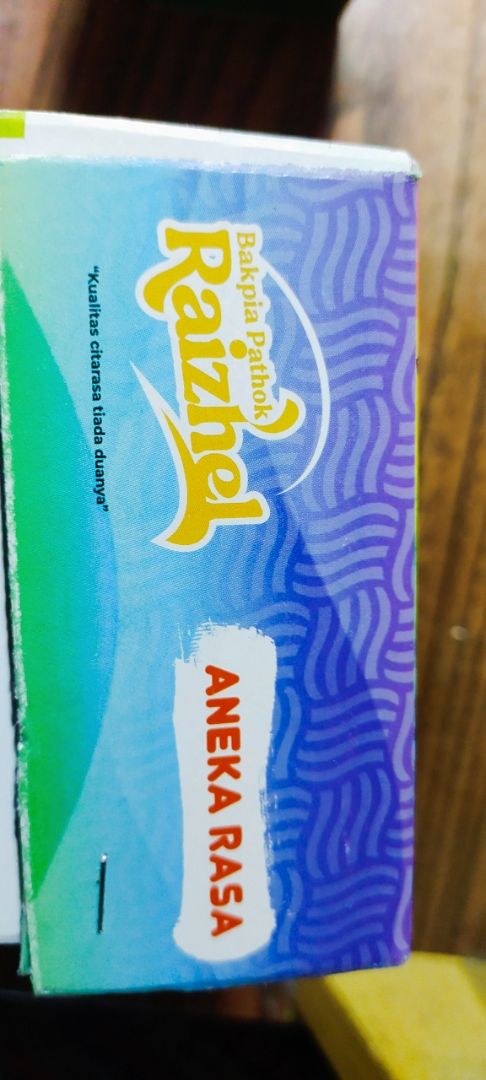 Bakpia Pathok
Raizhel
"Kualitas citarasa tiada duanya"
ANEKA RASA